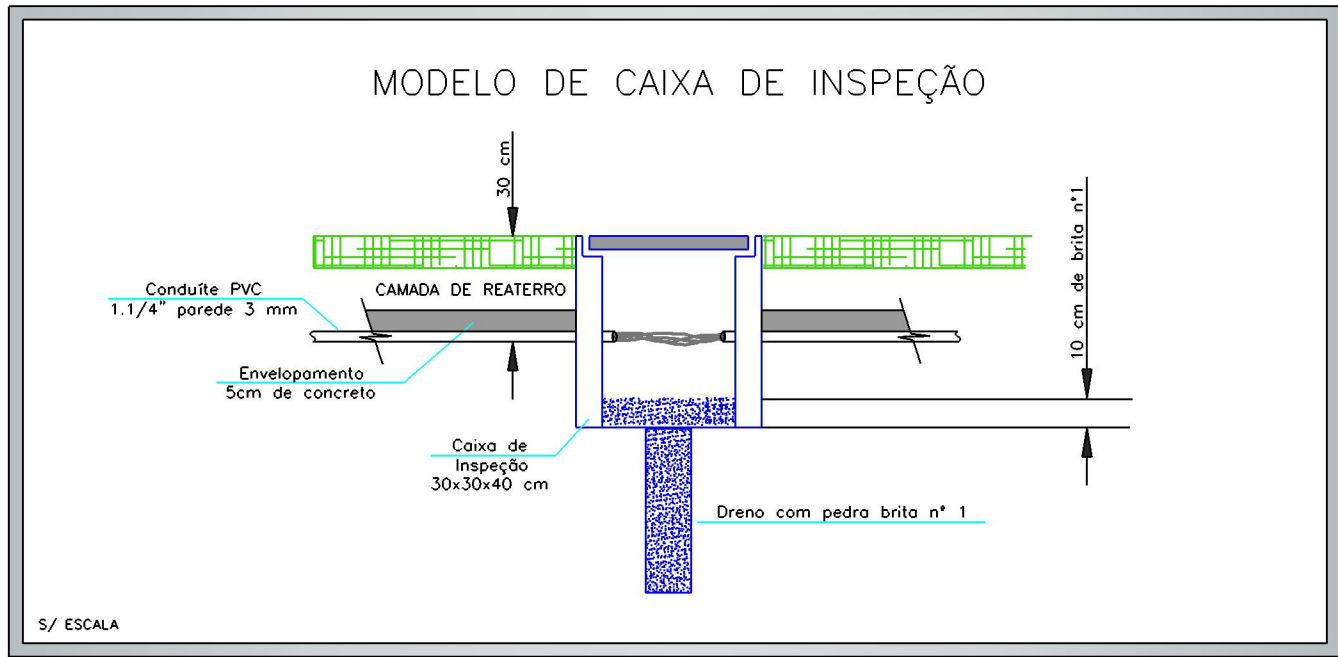 MODELO DE CAIXA DE INSPEÇÃO
30 cm
10 cm de brita n°1
Conduíte PVC
1.1/4" parede 3 mm
CAMADA DE REATERRO
Envelopamento
5cm de concreto
Caixa de
Inspeção
30x30x40 cm
Dreno com pedra brita n° 1
S/ ESCALA